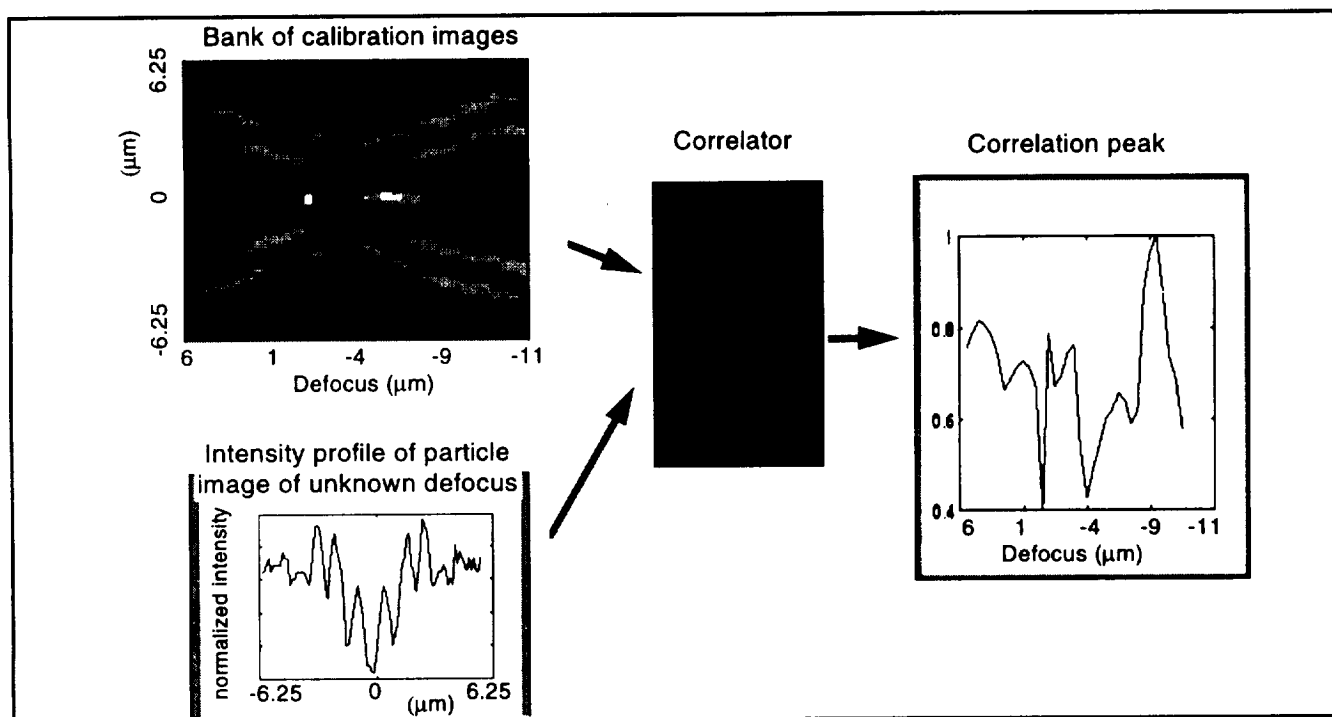 Bank of calibration images
6.25
(µm)
0
-6.25
6 1 -4 -9 -11
Defocus (µm)
Intensity profile of particle
image of unknown defocus
normalized intensity
-6.25 0 6.25
(µm)
Correlator
Correlation peak
1
0.8
0.6
0.4
6 1 -4 -9 -11
Defocus (µm)